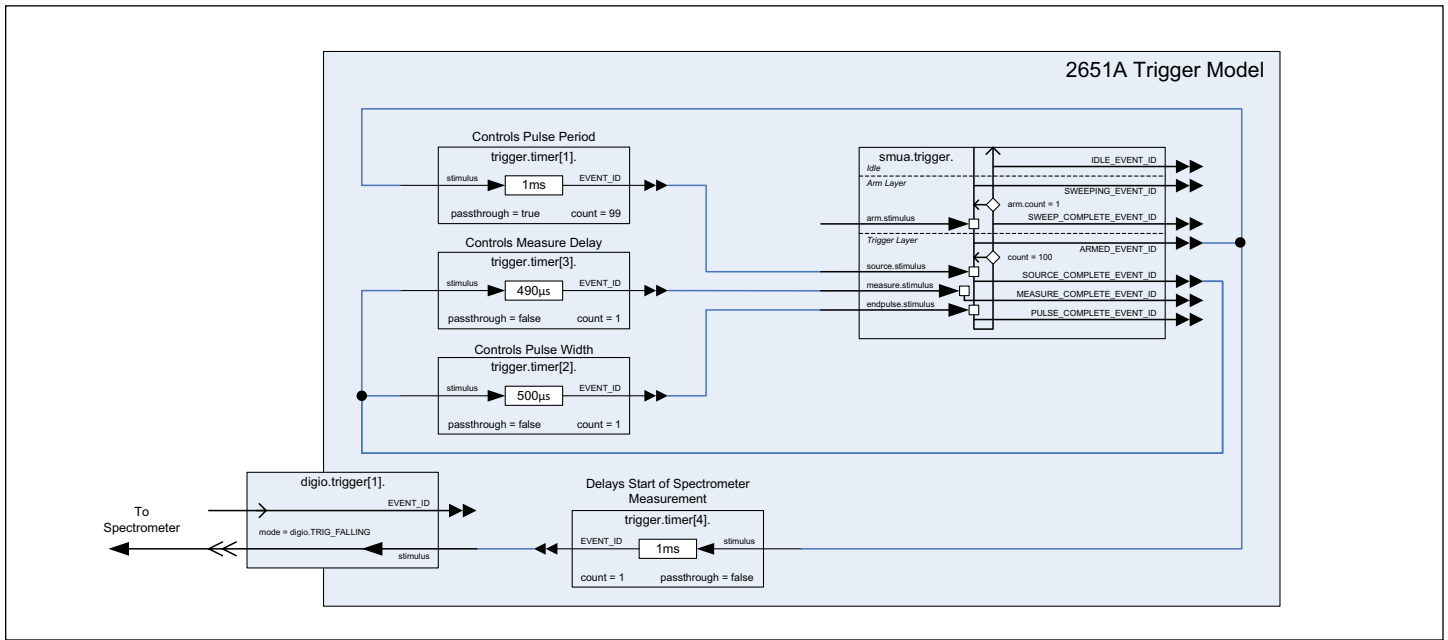 2651A Trigger Model
Controls Pulse Period
trigger.timer[1].
stimulus
1ms
EVENT_ID
passthrough = true count = 99
Controls Measure Delay
trigger.timer[3].
stimulus
490µs
EVENT_ID
passthrough = false count = 1
Controls Pulse Width
trigger.timer[2].
stimulus
500µs
EVENT_ID
passthrough = false count = 1
smua.trigger.
Idle
IDLE_EVENT_ID
Arm Layer
SWEEPING_EVENT_ID
arm.count = 1
arm.stimulus
SWEEP_COMPLETE_EVENT_ID
Trigger Layer
ARMED_EVENT_ID
count = 100
source.stimulus
SOURCE_COMPLETE_EVENT_ID
measure.stimulus
MEASURE_COMPLETE_EVENT_ID
endpulse.stimulus
PULSE_COMPLETE_EVENT_ID
digio.trigger[1].
EVENT_ID
mode = digio.TRIG_FALLING
stimulus
To
Spectrometer
Delays Start of Spectrometer
Measurement
trigger.timer[4].
EVENT_ID
1ms
stimulus
count = 1 passthrough = false